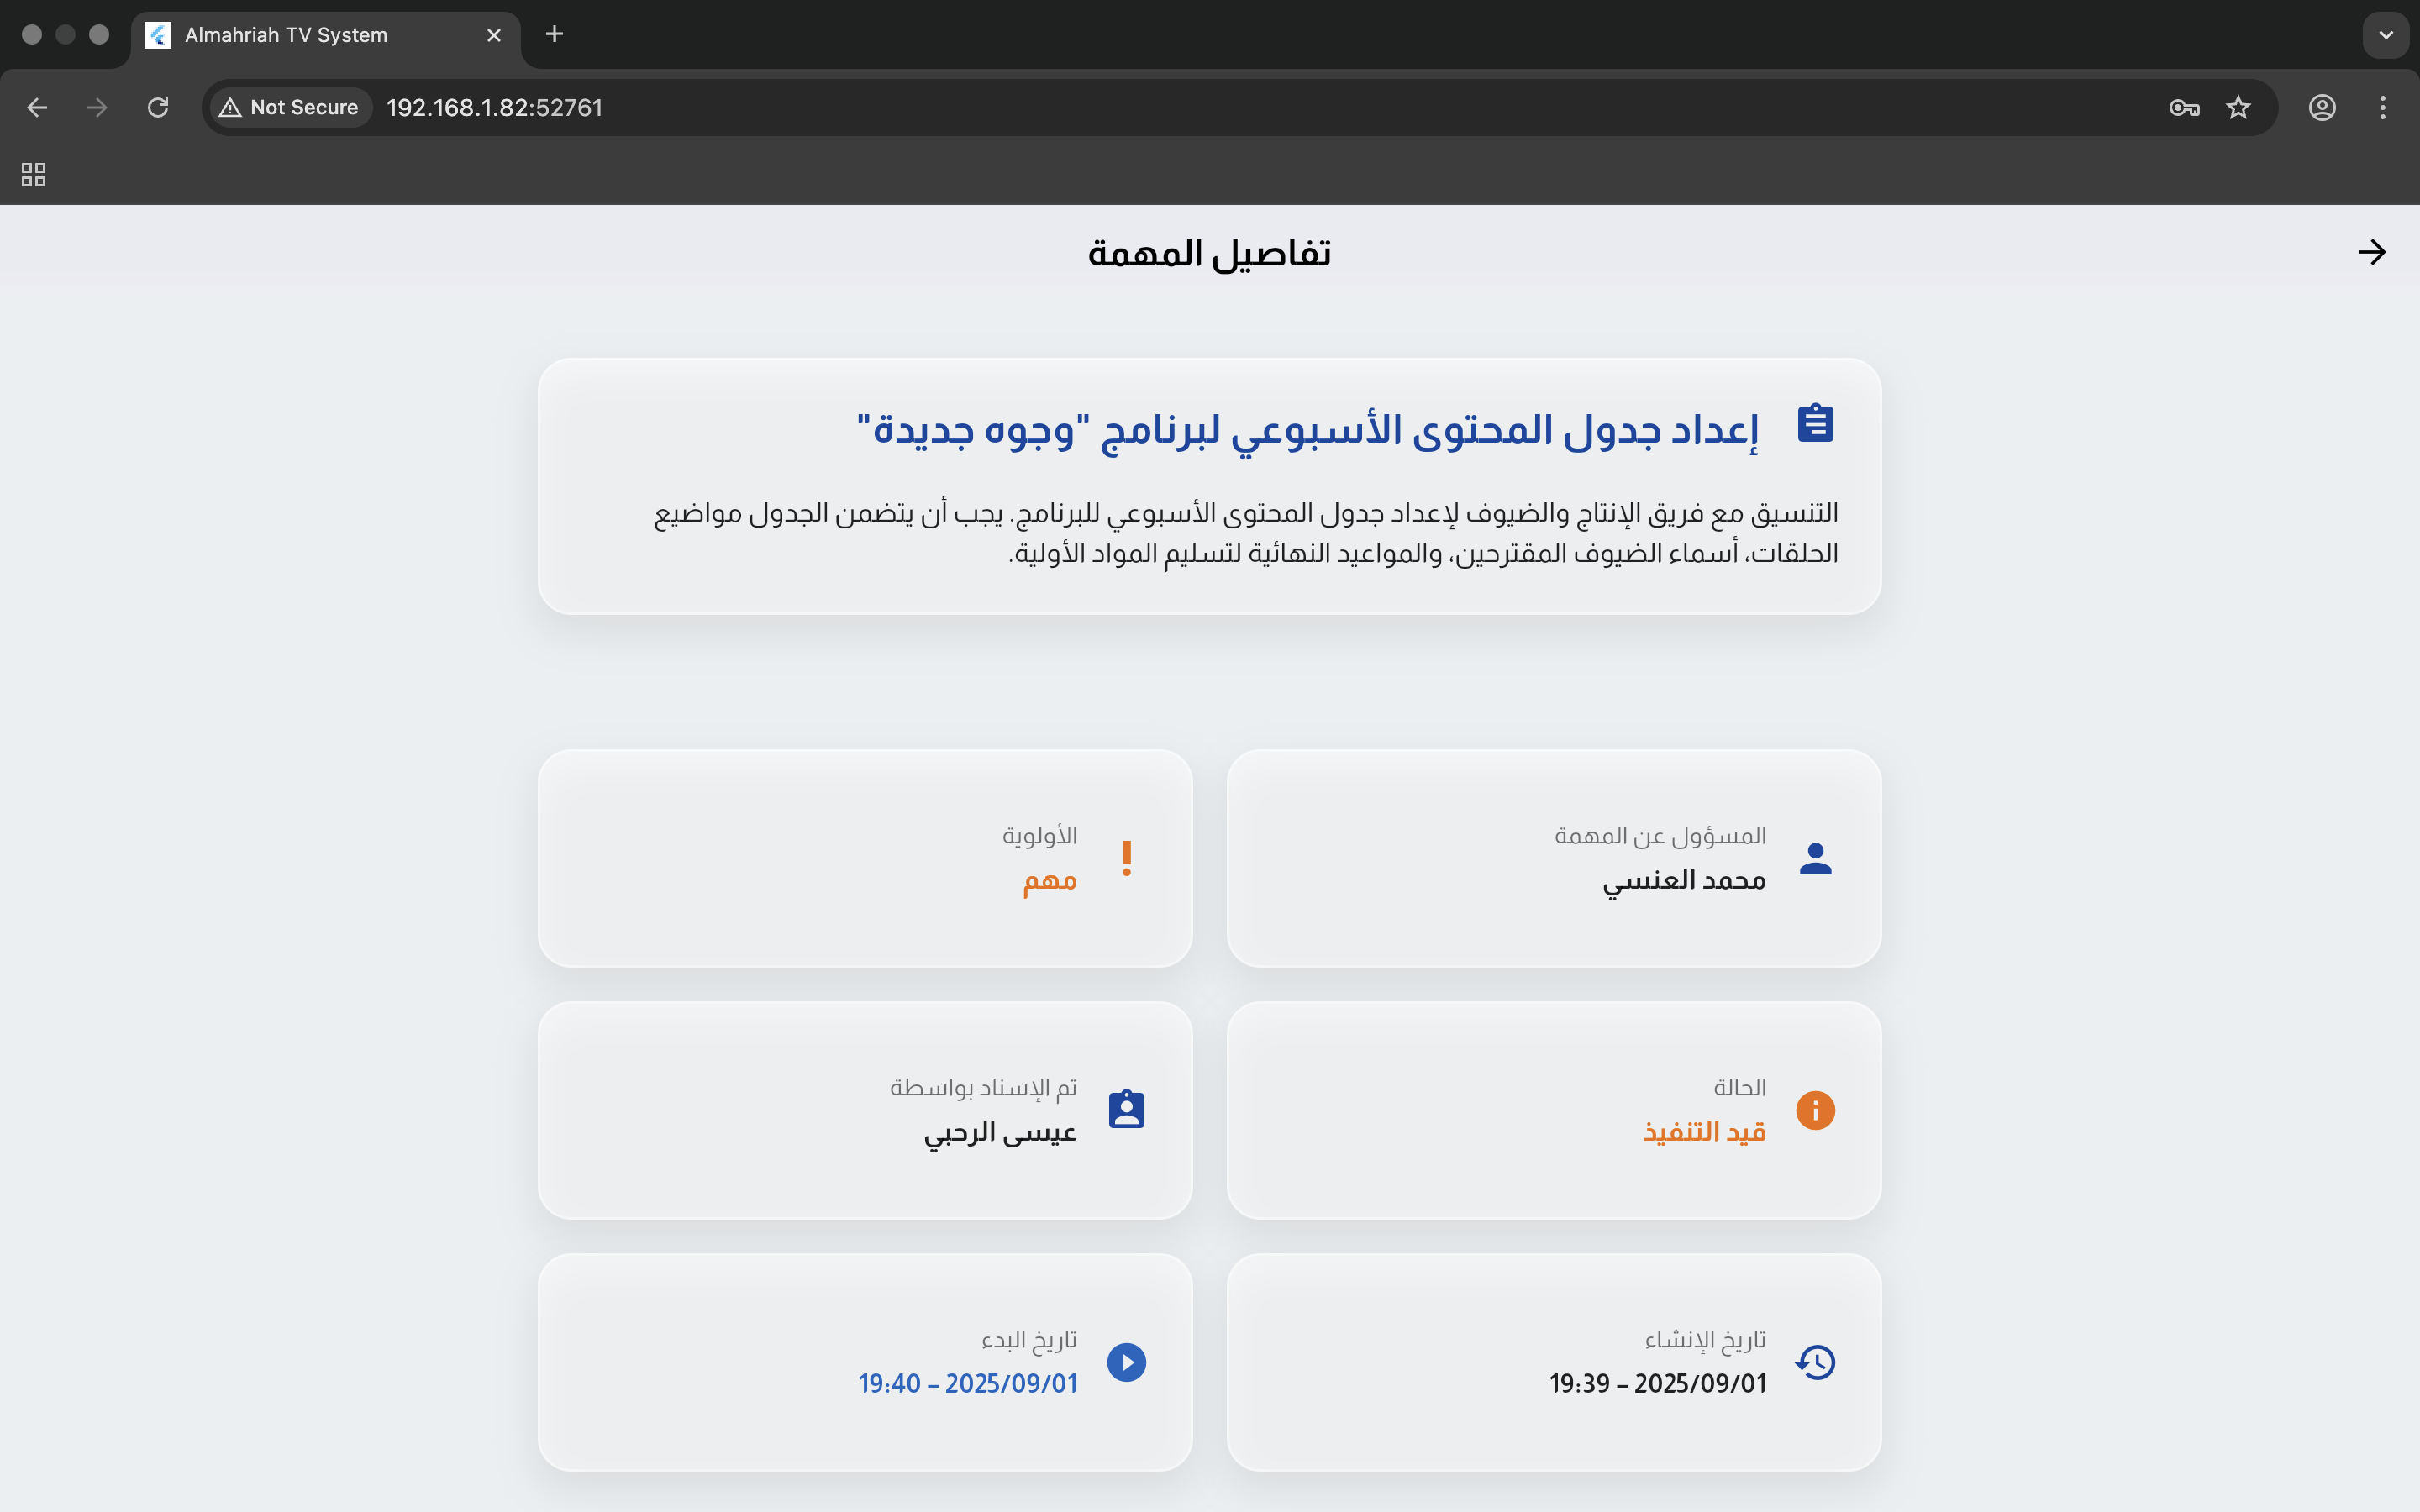 Almahriah TV System
Not Secure
192.168.1.82:52761
تفاصيل المهمة
إعداد جدول المحتوى الأسبوعي لبرنامج "وجوه جديدة"
التنسيق مع فريق الإنتاج والضيوف لإعداد جدول المحتوى الأسبوعي للبرنامج. يجب أن يتضمن الجدول مواضيع
الحلقات، أسماء الضيوف المقترحين، والمواعيد النهائية لتسليم المواد الأولية.
المسؤول عن المهمة
محمد العنسي
الأولوية
مهم
الحالة
قيد التنفيذ
تم الإسناد بواسطة
عيسى الرحبي
تاريخ الإنشاء
2025/09/01 – 19:39
تاريخ البدء
2025/09/01 – 19:40